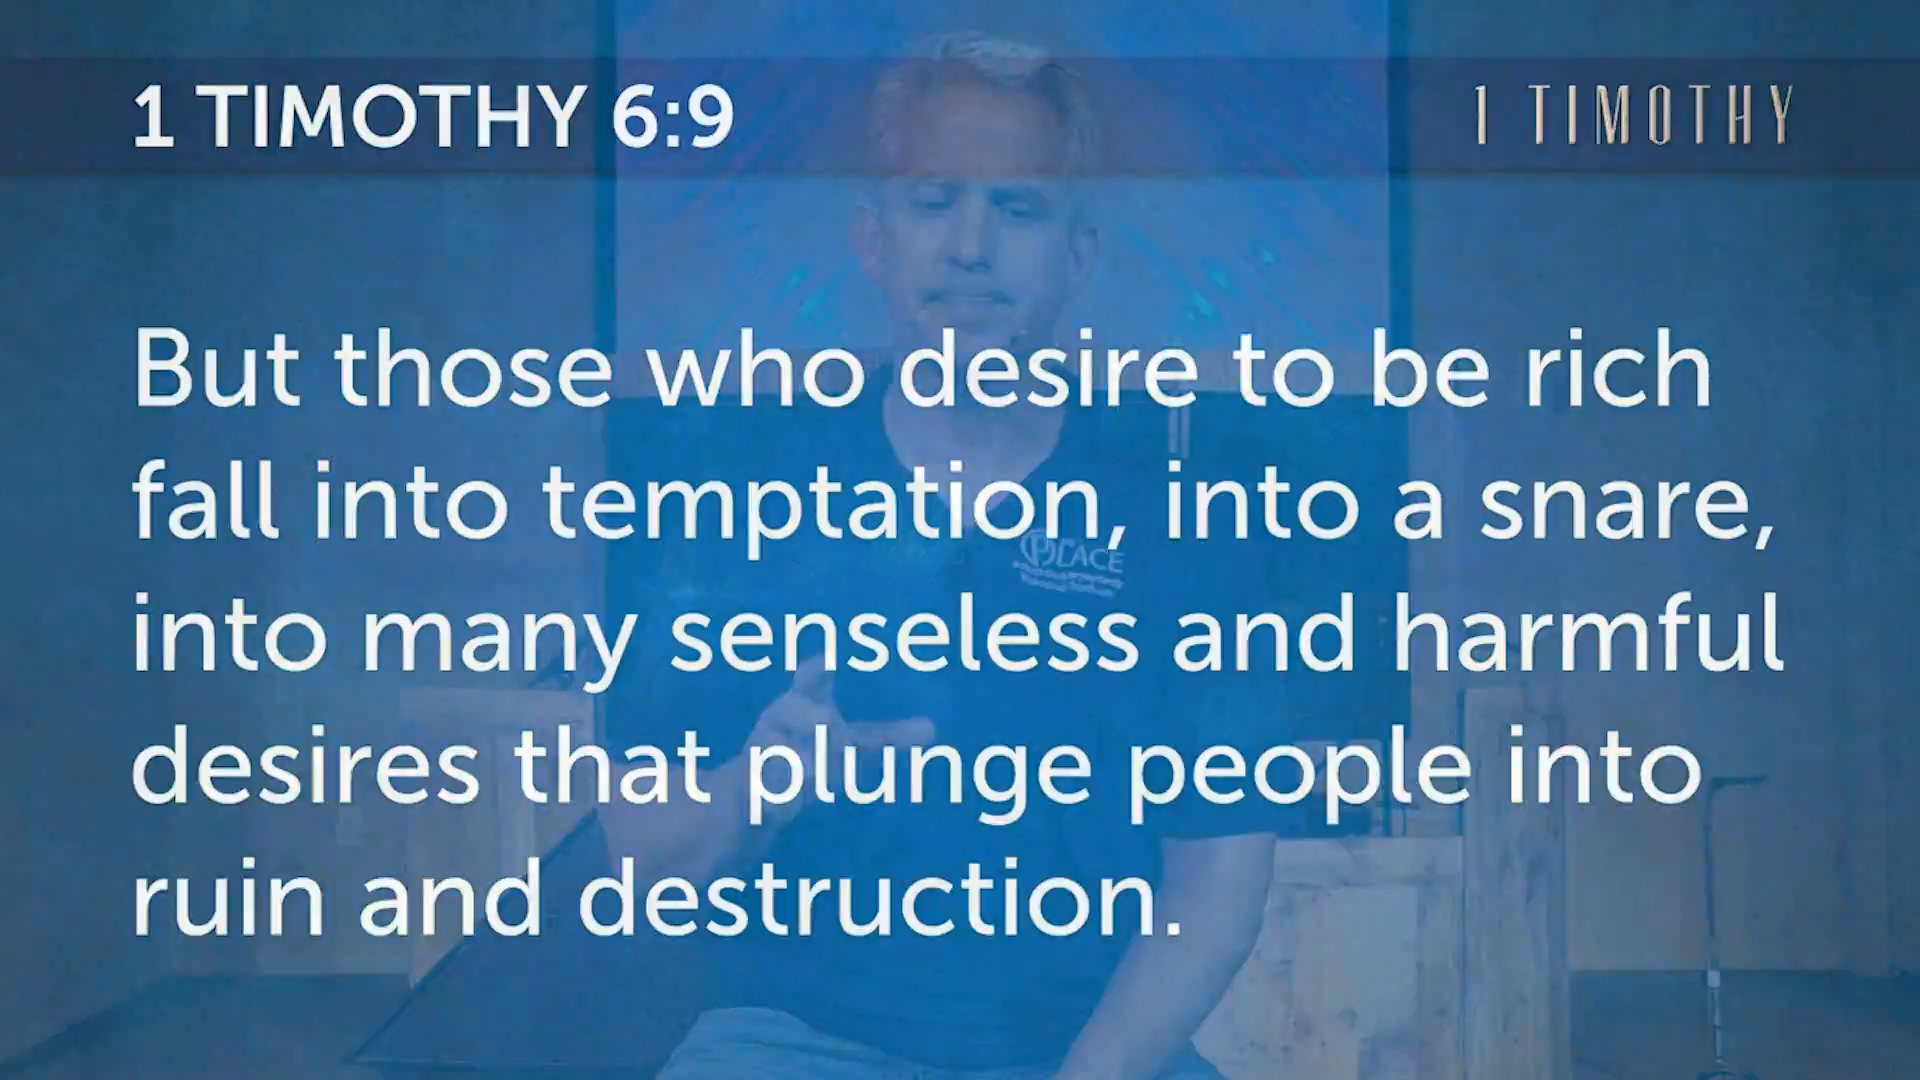 1 TIMOTHY 6:9
1 TIMOTHY
But those who desire to be rich
fall into temptation, into a snare,
into many senseless and harmful
desires that plunge people into
ruin and destruction.
PLACE